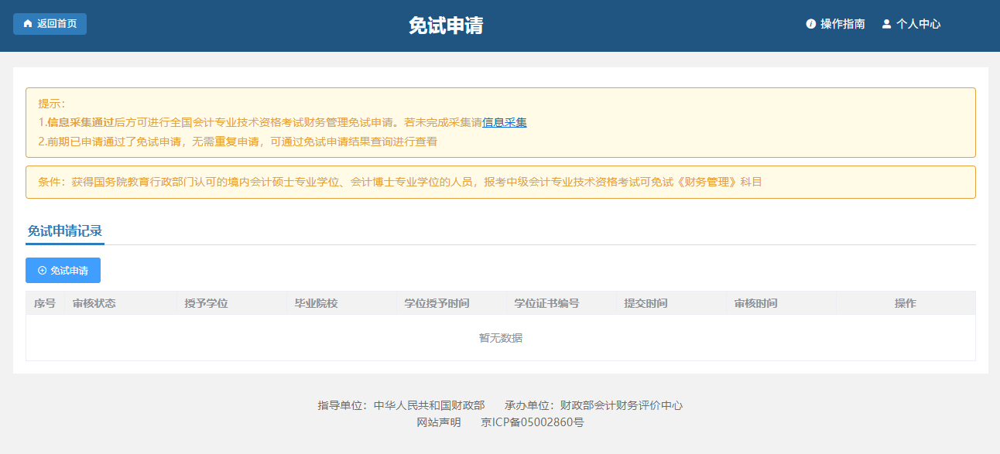 返回首页 免试申请 操作指南 个人中心
提示：
1.信息采集通过后方可进行全国会计专业技术资格考试财务管理免试申请。若未完成采集请信息采集
2.前期已申请通过了免试申请，无需重复申请，可通过免试申请结果查询进行查看
条件：获得国务院教育行政部门认可的境内会计硕士专业学位、会计博士专业学位的人员，报考中级会计专业技术资格考试可免试《财务管理》科目
免试申请记录
免试申请
序号 审核状态 授予学位 毕业院校 学位授予时间 学位证书编号 提交时间 审核时间 操作
暂无数据
指导单位：中华人民共和国财政部 承办单位：财政部会计财务评价中心
网站声明 京ICP备05002860号